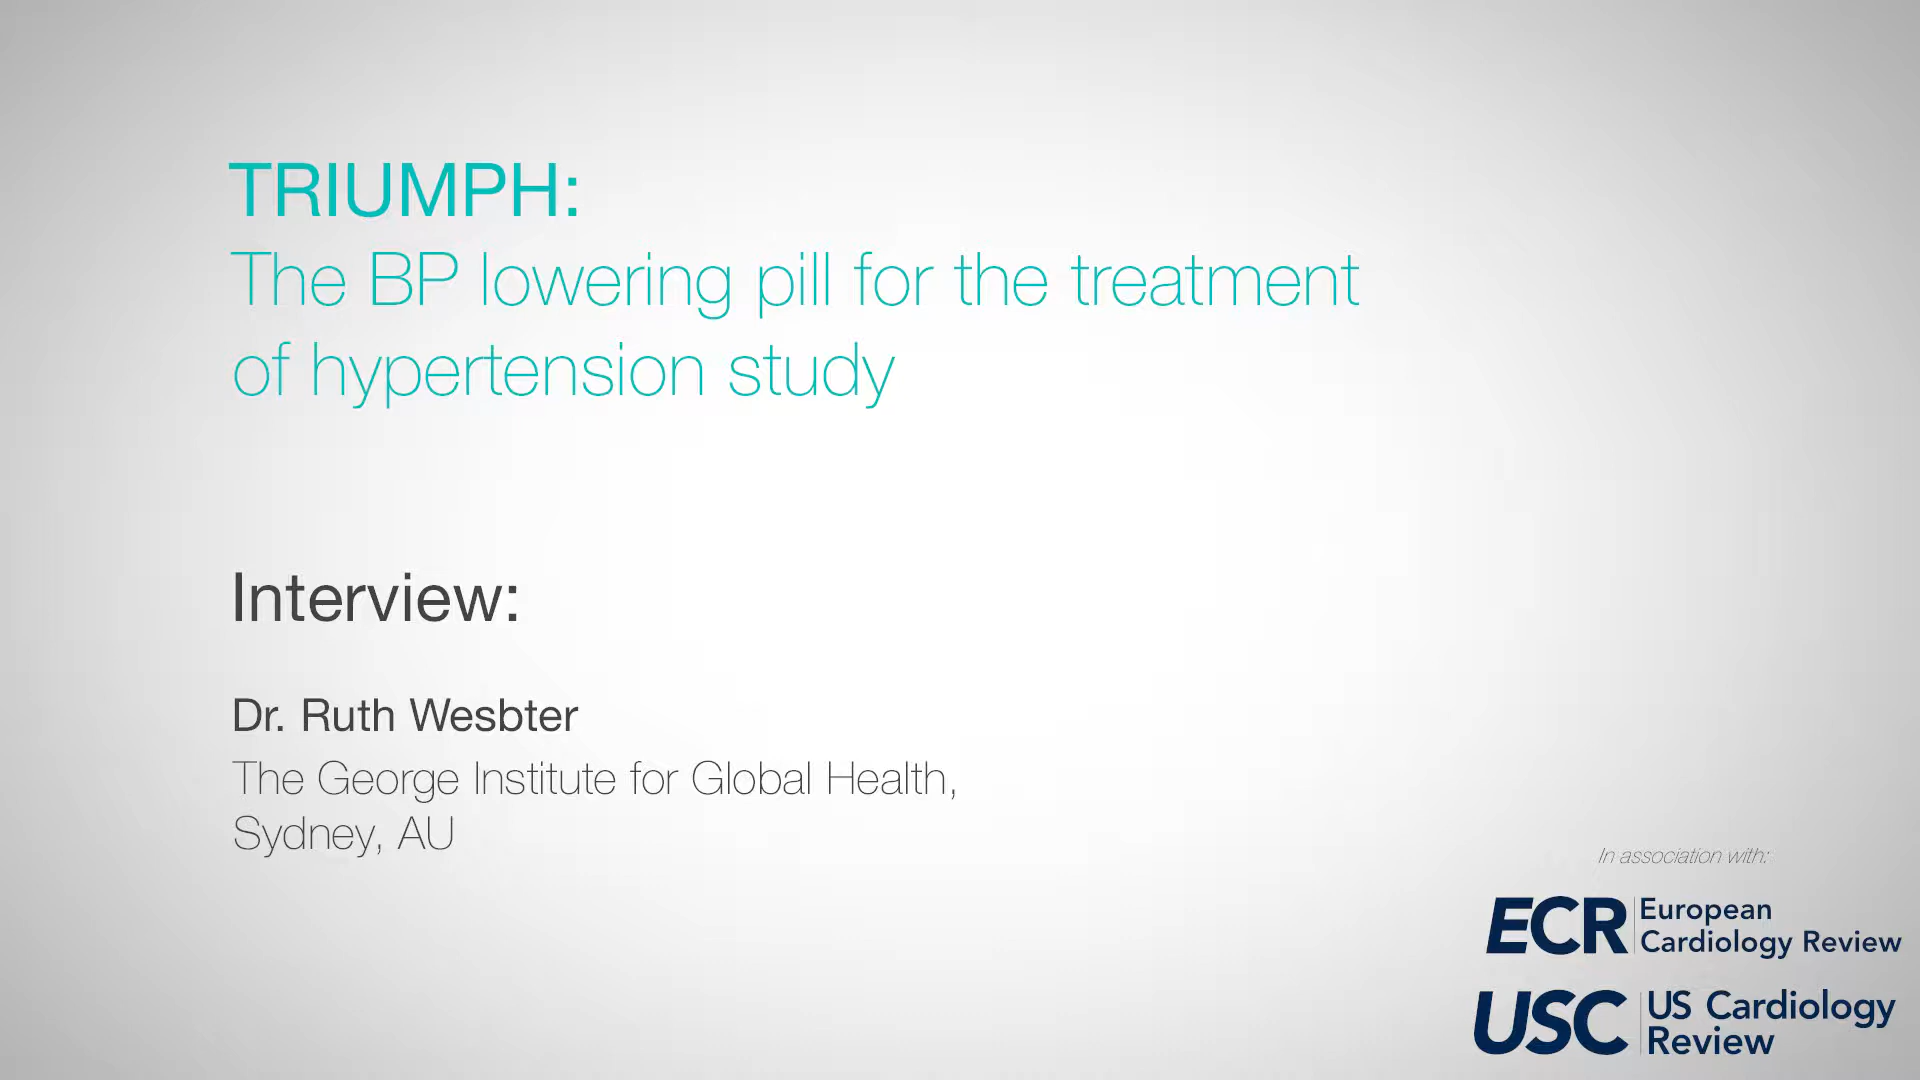 TRIUMPH:
The BP lowering pill for the treatment
of hypertension study
Interview:
Dr. Ruth Wesbter
The George Institute for Global Health,
Sydney, AU
In association with:
ECR European
Cardiology Review
USC US Cardiology
Review